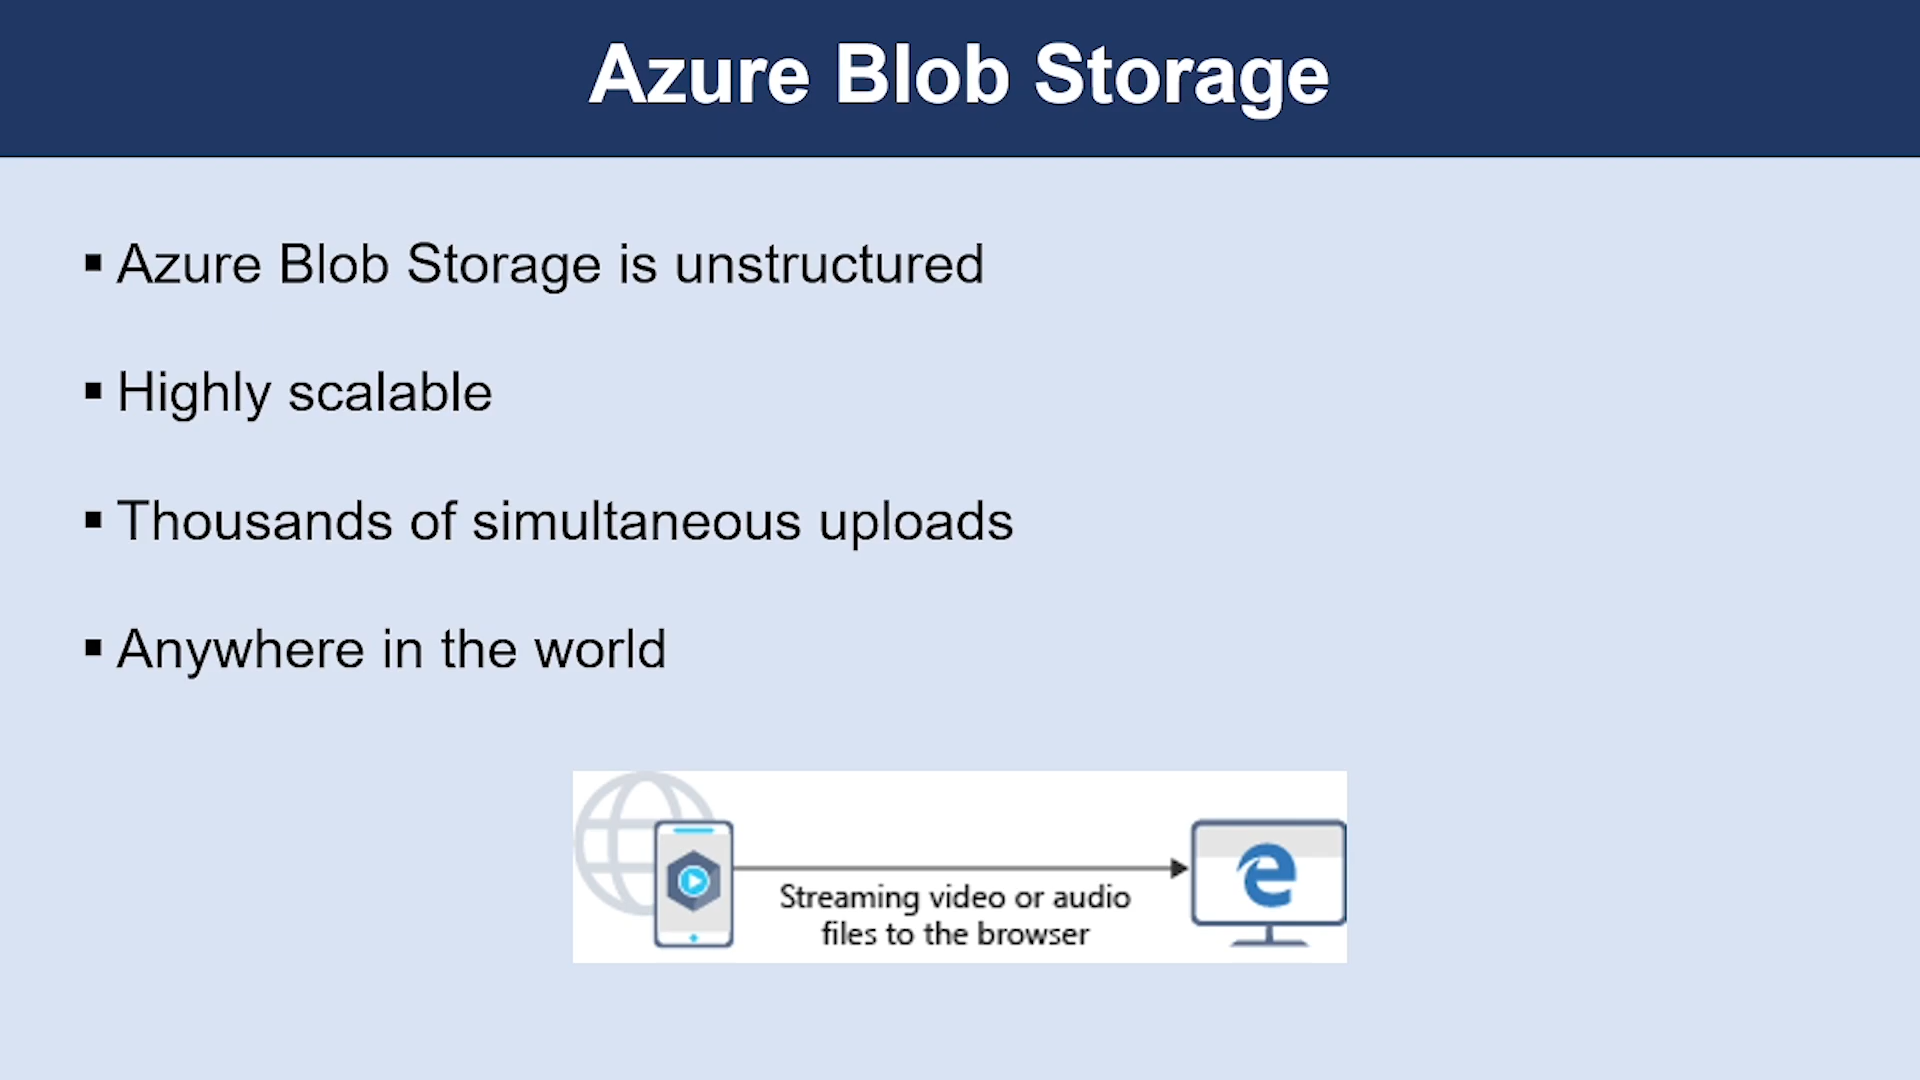 Azure Blob Storage
▪ Azure Blob Storage is unstructured
▪ Highly scalable
▪ Thousands of simultaneous uploads
▪ Anywhere in the world
Streaming video or audio
files to the browser